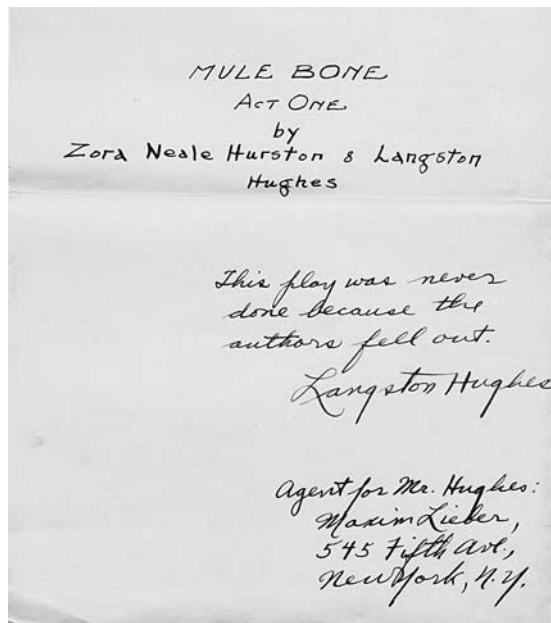 MULE BONE
ACT ONE
by
Zora Neale Hurston & Langston
Hughes
This play was never
done because the
authors fell out.
Langston Hughes
Agent for Mr. Hughes:
Maxim Lieber,
545 Fifth Ave.,
New York, N.Y.